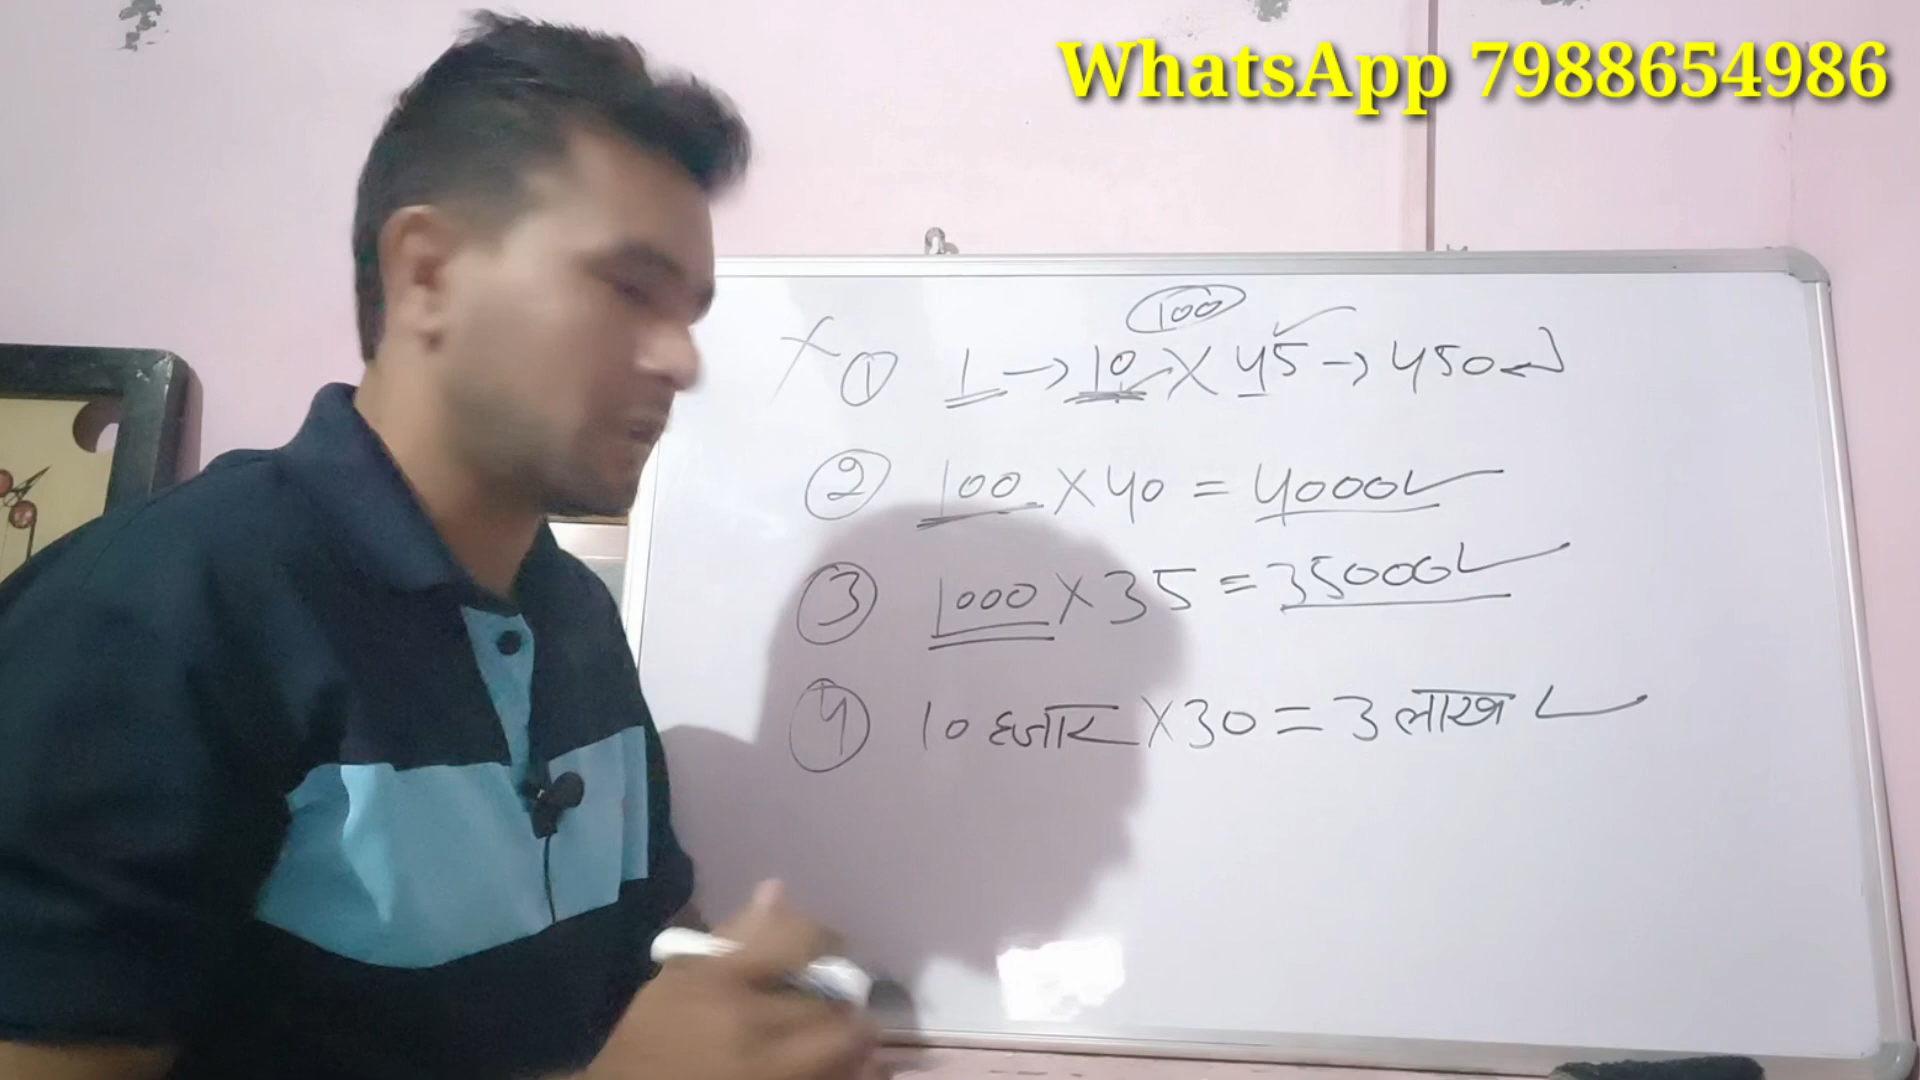 WhatsApp 7988654986
100
X ① 1 → 10 X 45 → 450
② 100 X 40 = 4000
③ 1000 X 35 = 35000
④ 10 हजार X 30 = 3 लाख